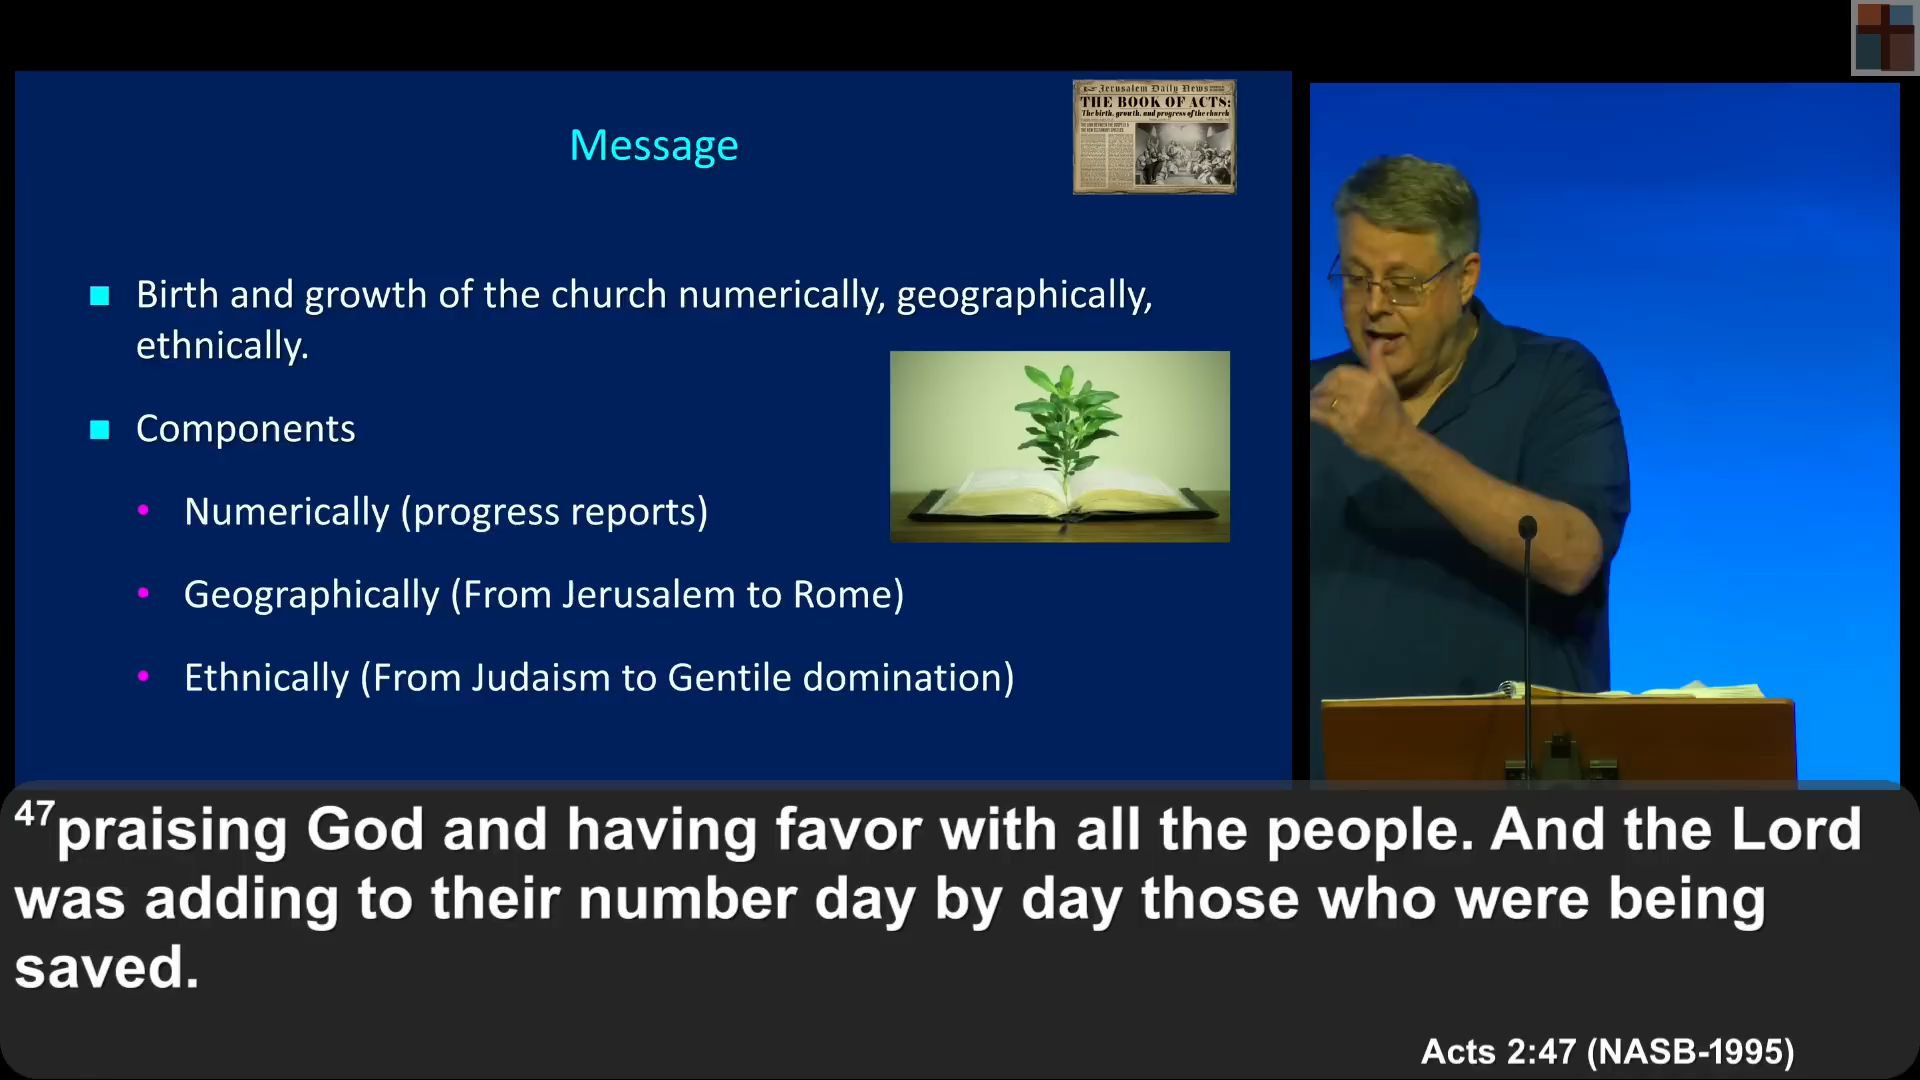 Jerusalem Daily News
THE BOOK OF ACTS:
The birth, growth, and progress of the church
Message
■ Birth and growth of the church numerically, geographically,
ethnically.
■ Components
• Numerically (progress reports)
• Geographically (From Jerusalem to Rome)
• Ethnically (From Judaism to Gentile domination)
47praising God and having favor with all the people. And the Lord
was adding to their number day by day those who were being
saved.
Acts 2:47 (NASB-1995)